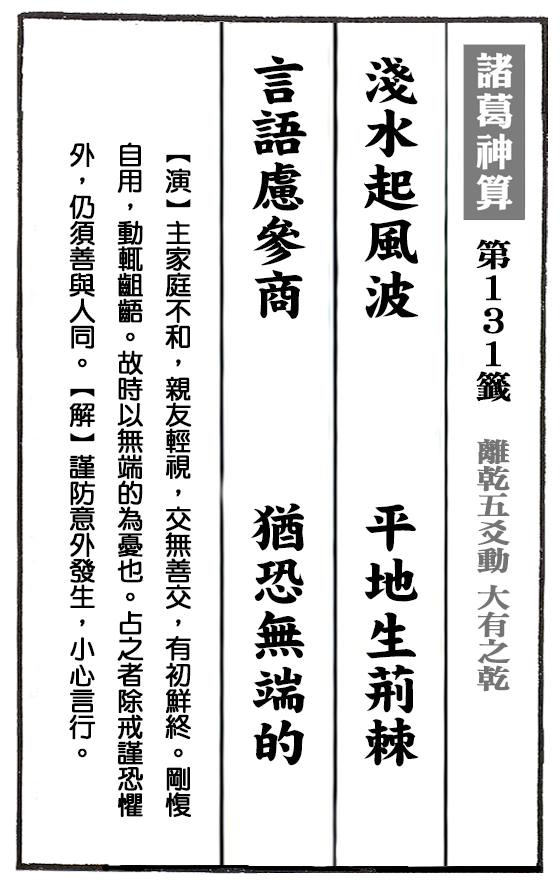 諸葛神算 第131籤 離乾五爻動 大有之乾
淺水起風波 平地生荊棘
言語慮參商 猶恐無端的
【演】主家庭不和，親友輕視，交無善交，有初鮮終。剛愎
自用，動輒齟齬。故時以無端的為憂也。占之者除戒謹恐懼
外，仍須善與人同。【解】謹防意外發生，小心言行。